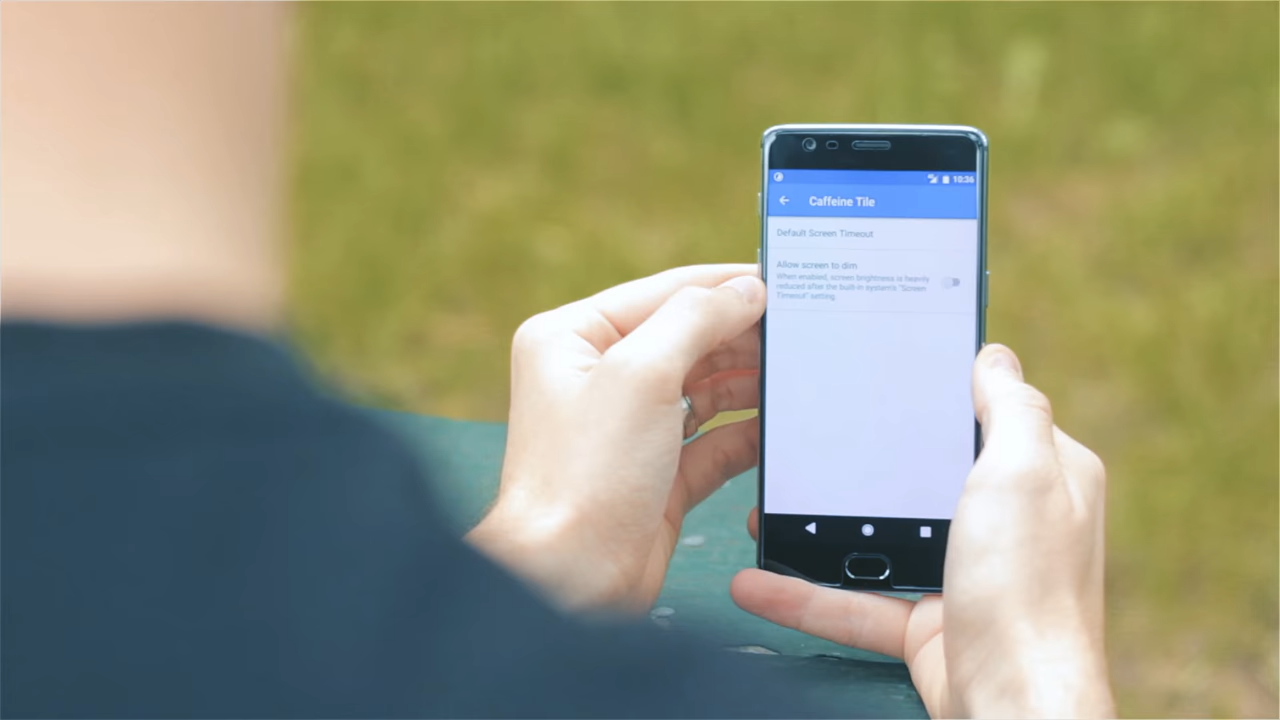 10:36
Caffeine Tile
Default Screen Timeout
Allow screen to dim
When enabled, screen brightness is heavily
reduced after the built-in system's "Screen
Timeout" setting.